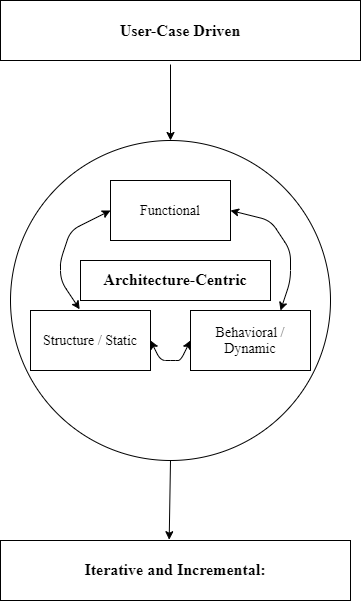 User-Case Driven
Functional
Architecture-Centric
Structure / Static
Behavioral /
Dynamic
Iterative and Incremental: